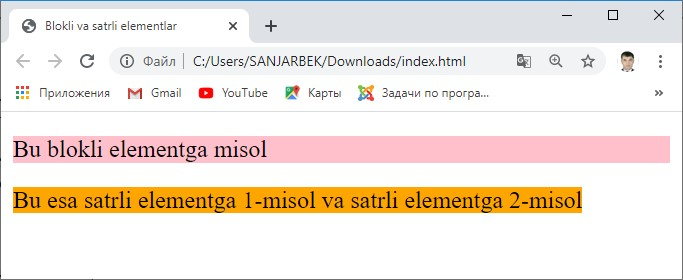 Blokli va satrli elementlar
Файл C:/Users/SANJARBEK/Downloads/index.html
Приложения Gmail YouTube Карты Задачи по програ...
Bu blokli elementga misol
Bu esa satrli elementga 1-misol va satrli elementga 2-misol